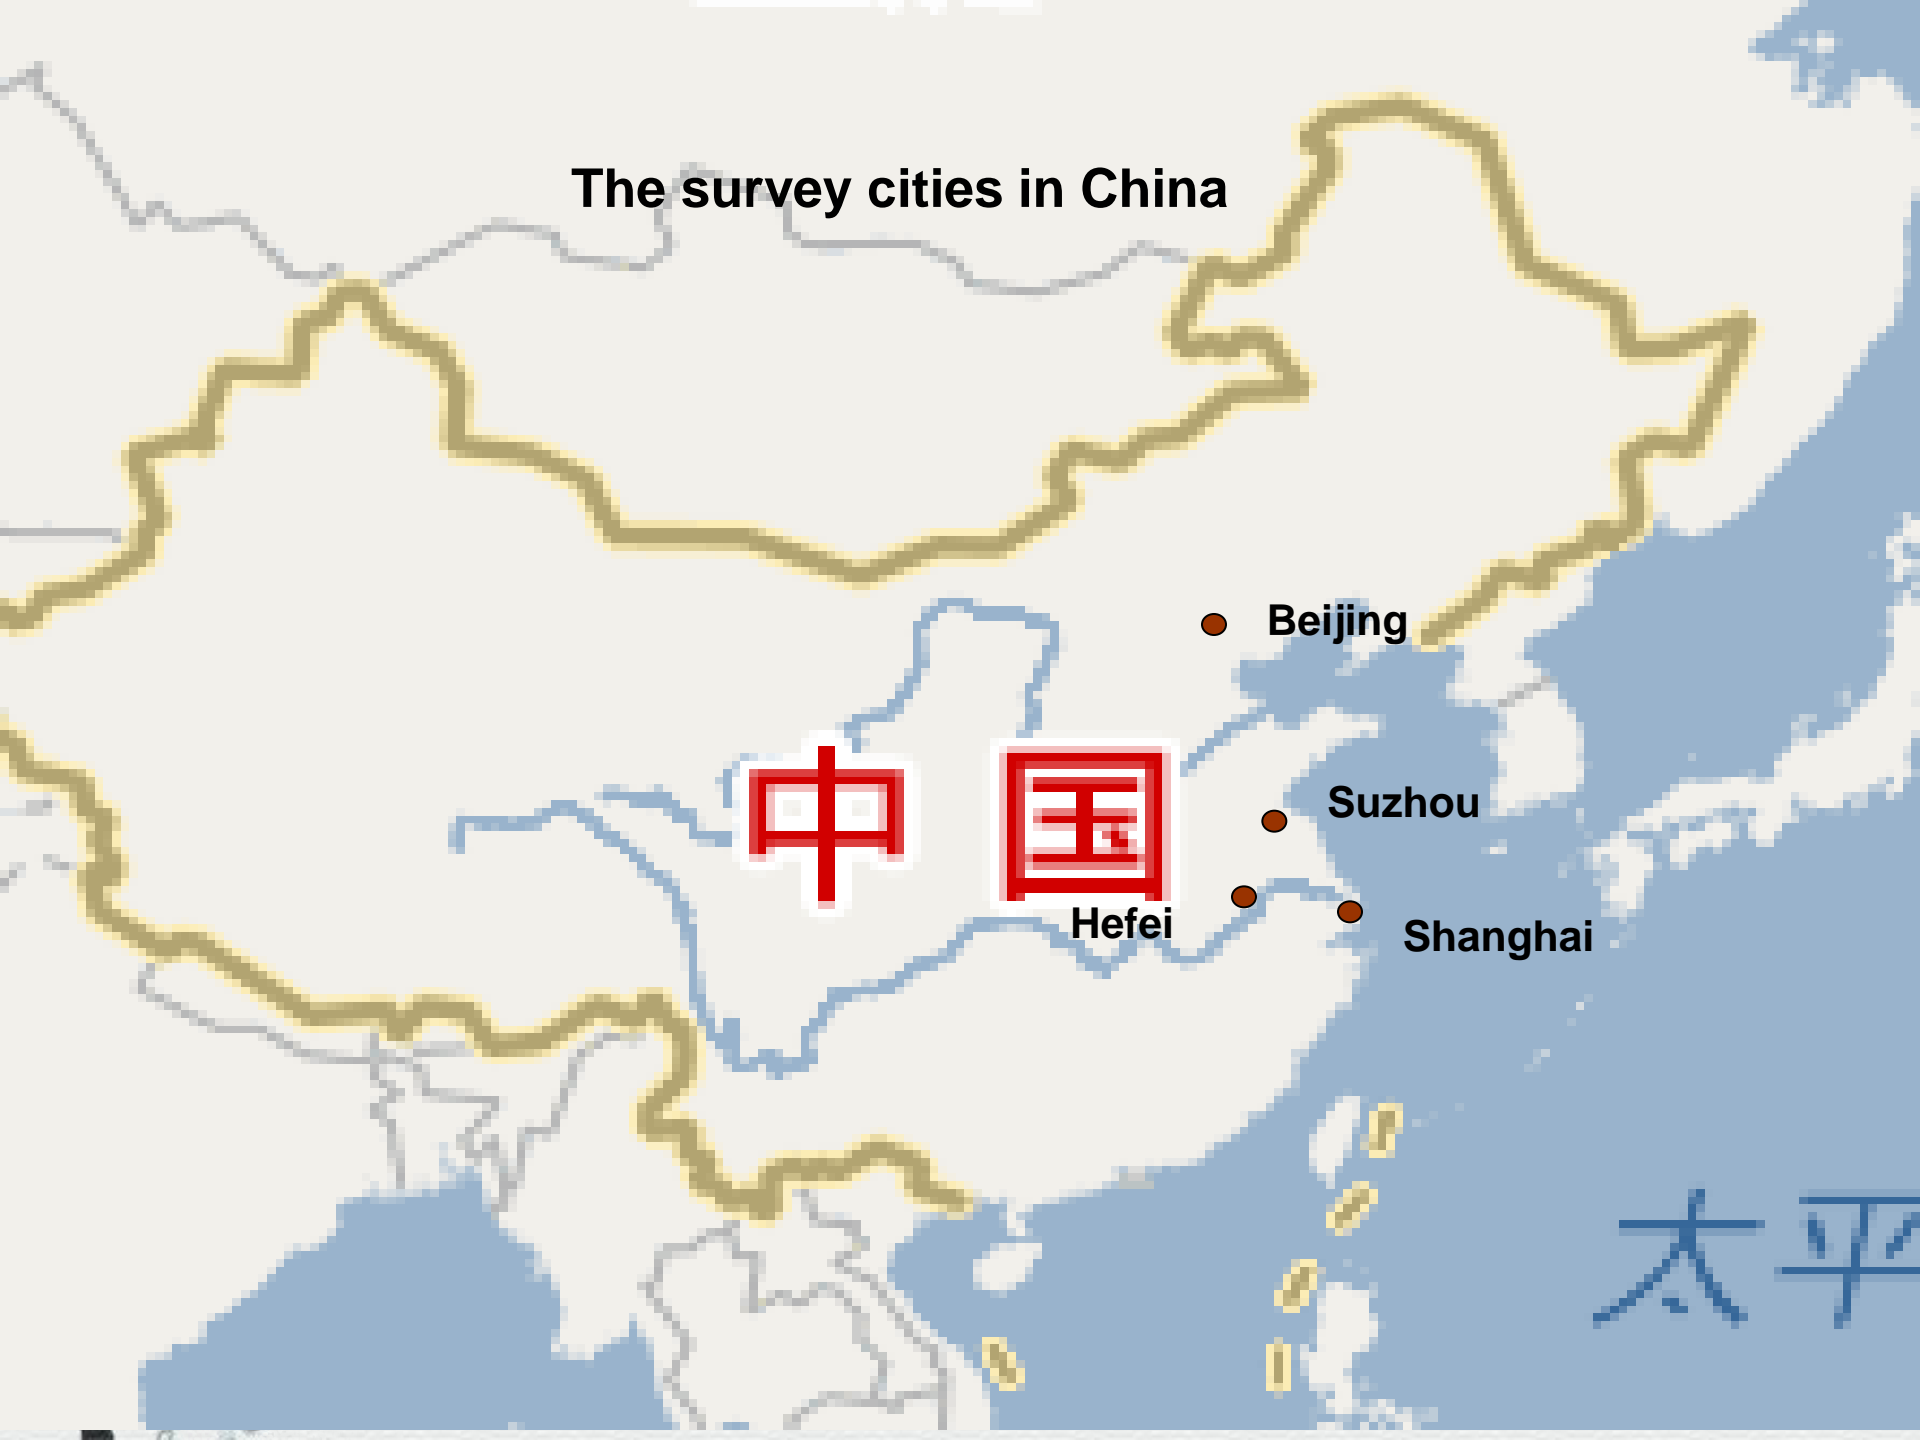 The survey cities in China
Beijing
中国
Suzhou
Hefei
Shanghai
太平